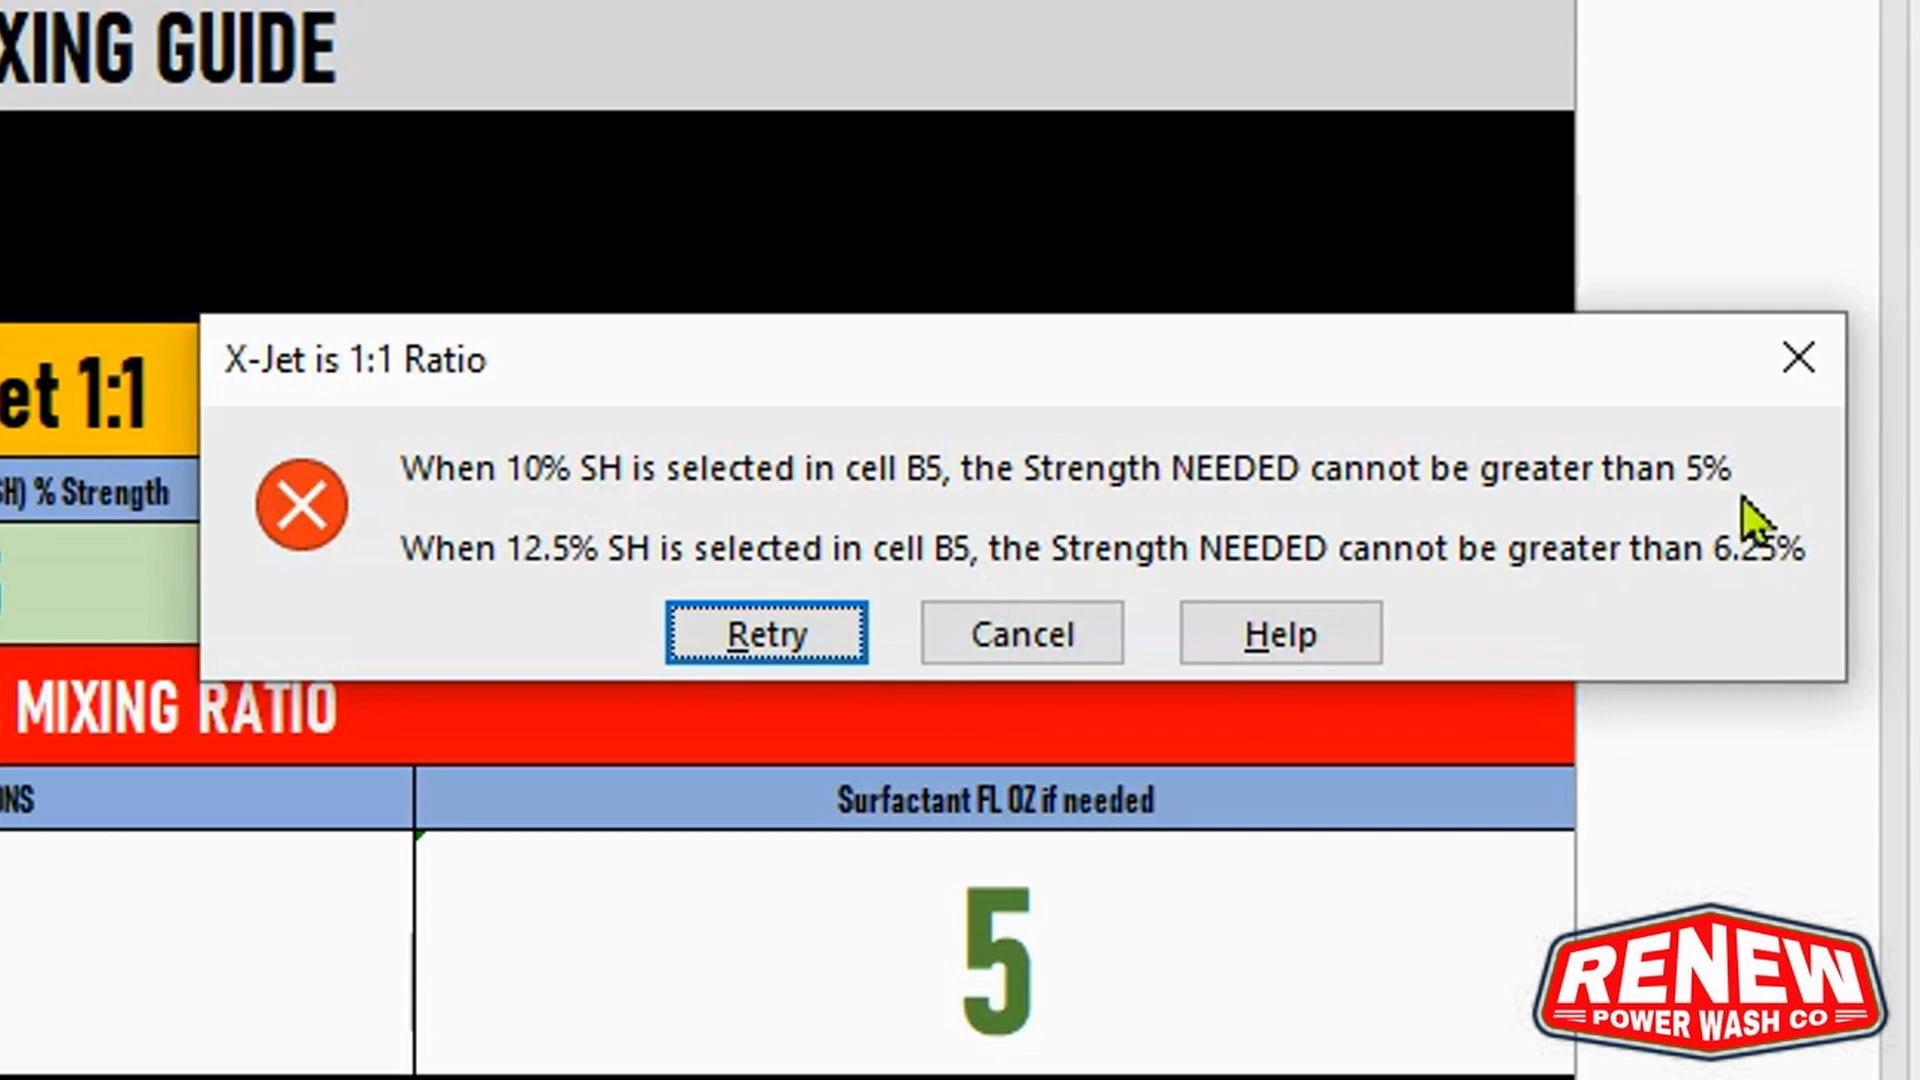 XING GUIDE
X-Jet is 1:1 Ratio
et 1:1
When 10% SH is selected in cell B5, the Strength NEEDED cannot be greater than 5%
SH) % Strength
When 12.5% SH is selected in cell B5, the Strength NEEDED cannot be greater than 6.25%
Retry
Cancel
Help
MIXING RATIO
ONS
Surfactant FL OZ if needed
5
RENEW
POWER WASH CO